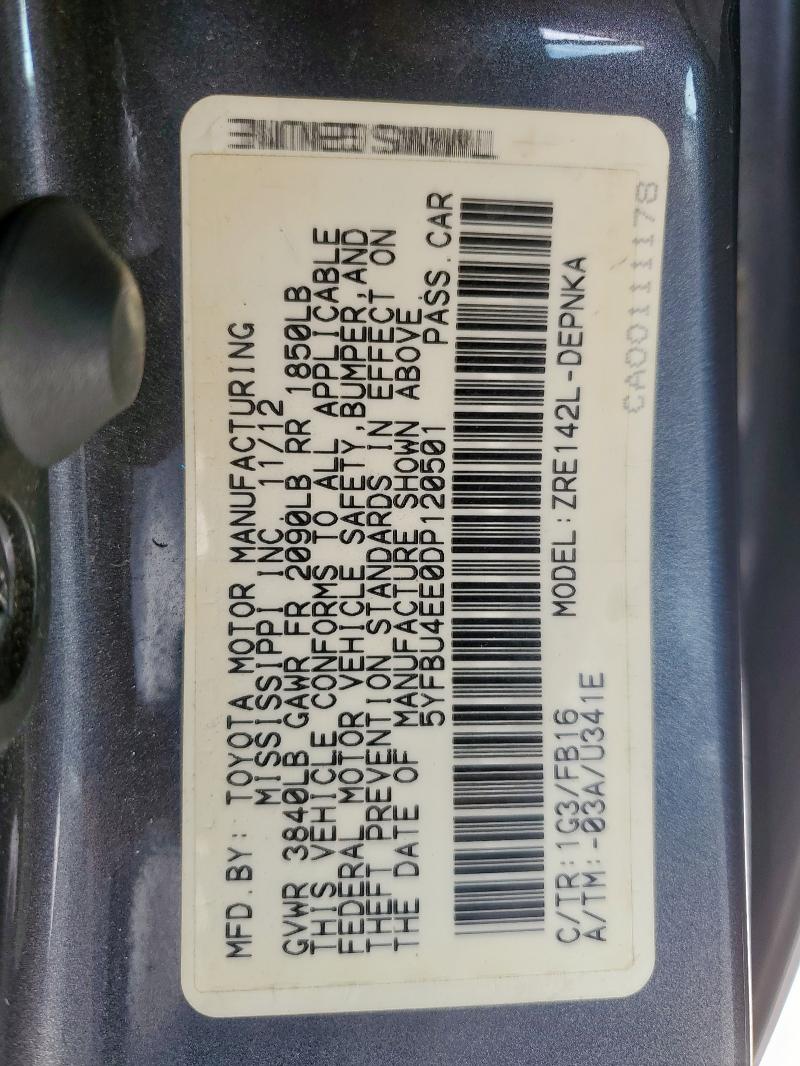 MFD.BY: TOYOTA MOTOR MANUFACTURING
MISSISSIPPI INC. 11/12
GVWR 3840LB GAWR FR 2090LB RR 1850LB
THIS VEHICLE CONFORMS TO ALL APPLICABLE
FEDERAL MOTOR VEHICLE SAFETY,BUMPER,AND
THEFT PREVENTION STANDARDS IN EFFECT ON
THE DATE OF MANUFACTURE SHOWN ABOVE.
5YFBU4EE0DP120501 PASS.CAR
MODEL:ZRE142L-DEPNKA
C/TR:1G3/FB16
A/TM:-03A/U341E
CA001111178